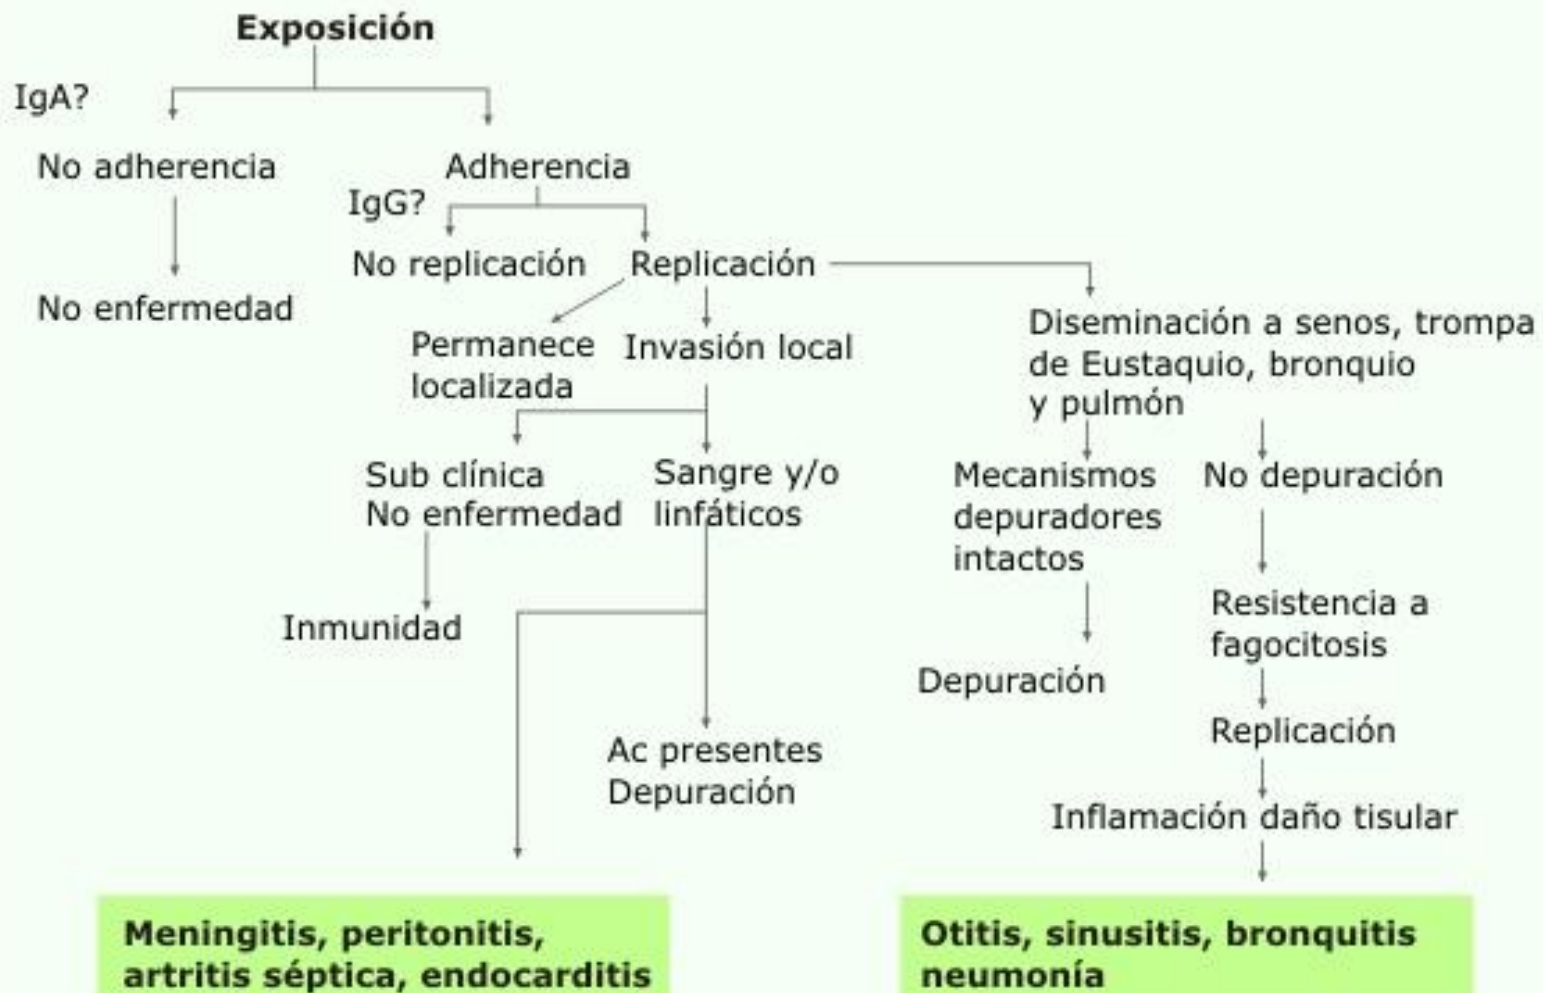 Exposición
IgA?
No adherencia
Adherencia
IgG?
No enfermedad
No replicación
Replicación
Permanece
localizada
Invasión local
Diseminación a senos, trompa
de Eustaquio, bronquio
y pulmón
Sub clínica
No enfermedad
Sangre y/o
linfáticos
Mecanismos
depuradores
intactos
No depuración
Inmunidad
Depuración
Resistencia a
fagocitosis
Replicación
Ac presentes
Depuración
Inflamación daño tisular
Meningitis, peritonitis,
artritis séptica, endocarditis
Otitis, sinusitis, bronquitis
neumonía